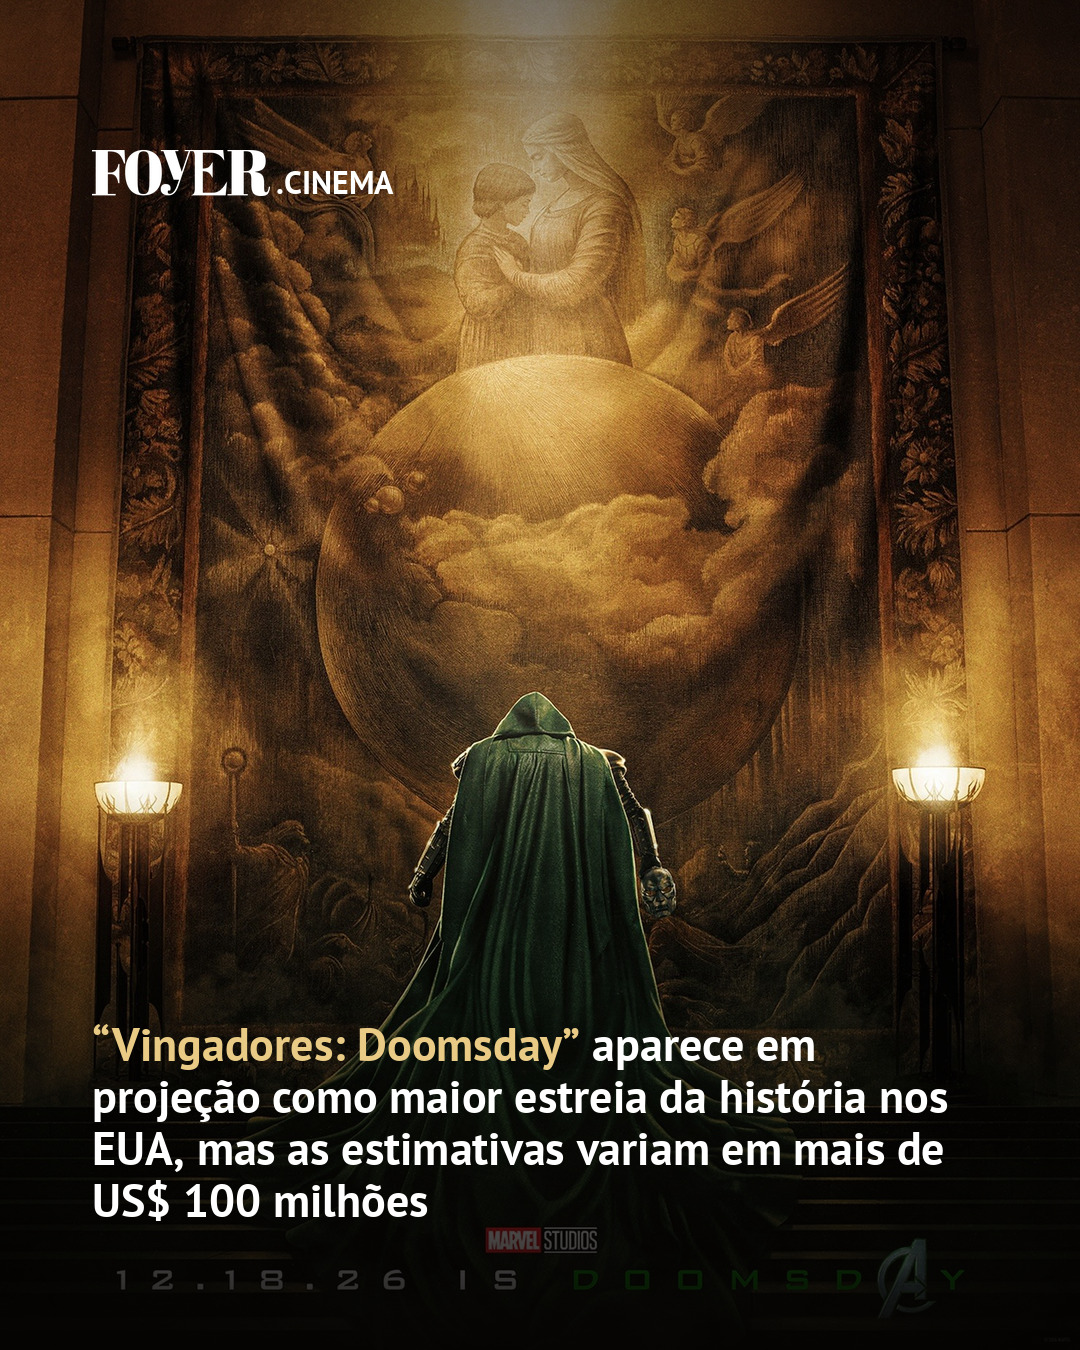 FOYER.CINEMA
“Vingadores: Doomsday” aparece em
projeção como maior estreia da história nos
EUA, mas as estimativas variam em mais de
US$ 100 milhões
MARVEL STUDIOS
12.18.26 IS DOOMSDAY